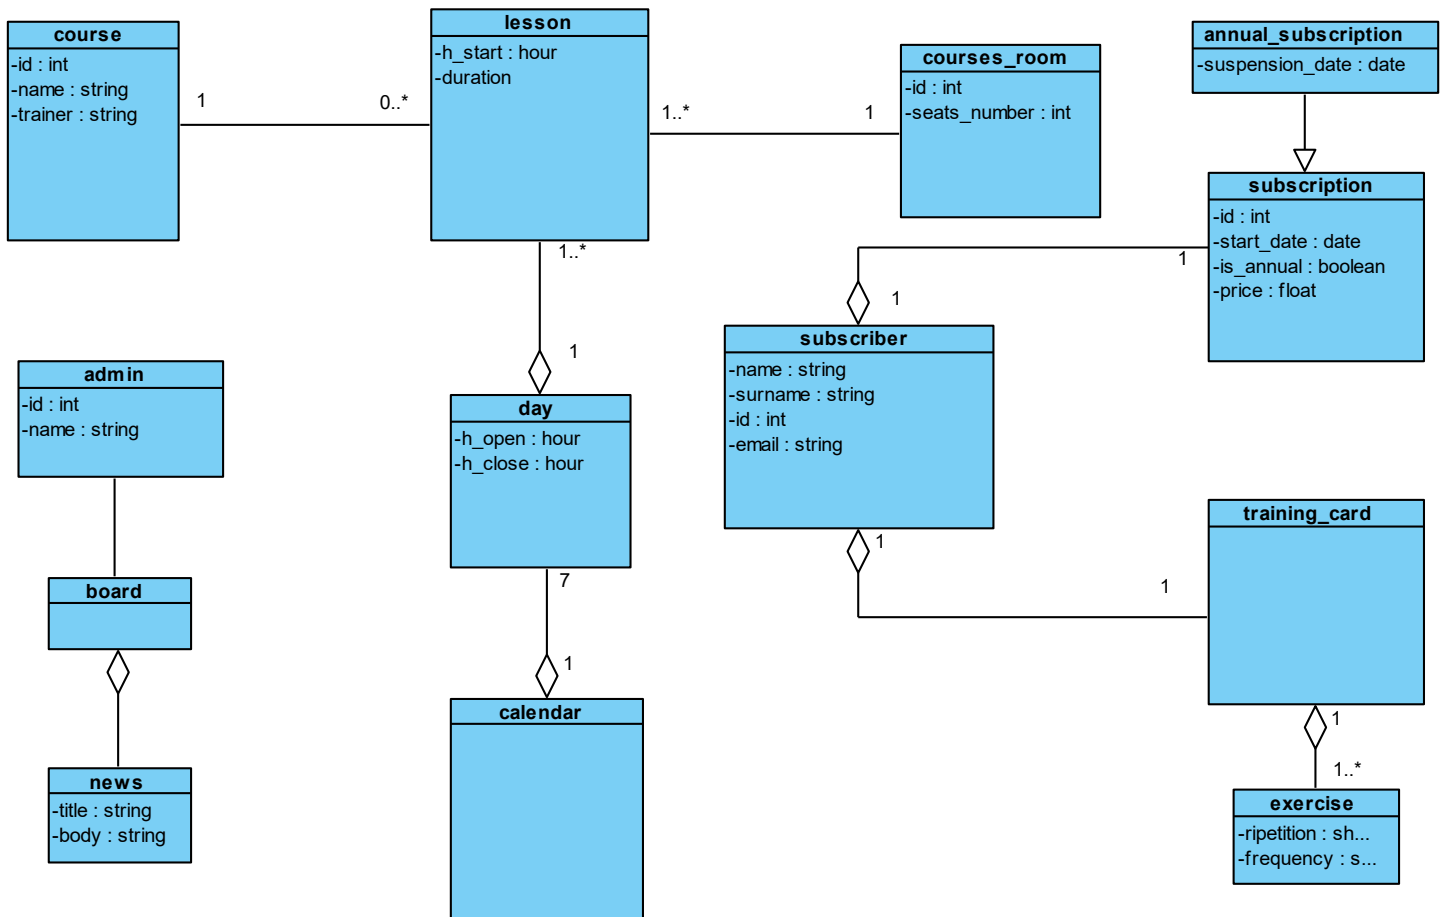 course
-id : int
-name : string
-trainer : string
1
0..*
lesson
-h_start : hour
-duration
1..*
1
courses_room
-id : int
-seats_number : int
annual_subscription
-suspension_date : date
subscription
-id : int
-start_date : date
-is_annual : boolean
-price : float
1
1
subscriber
-name : string
-surname : string
-id : int
-email : string
1..*
1
day
-h_open : hour
-h_close : hour
7
1
calendar
admin
-id : int
-name : string
board
news
-title : string
-body : string
1
1
training_card
1
1..*
exercise
-ripetition : sh...
-frequency : s...